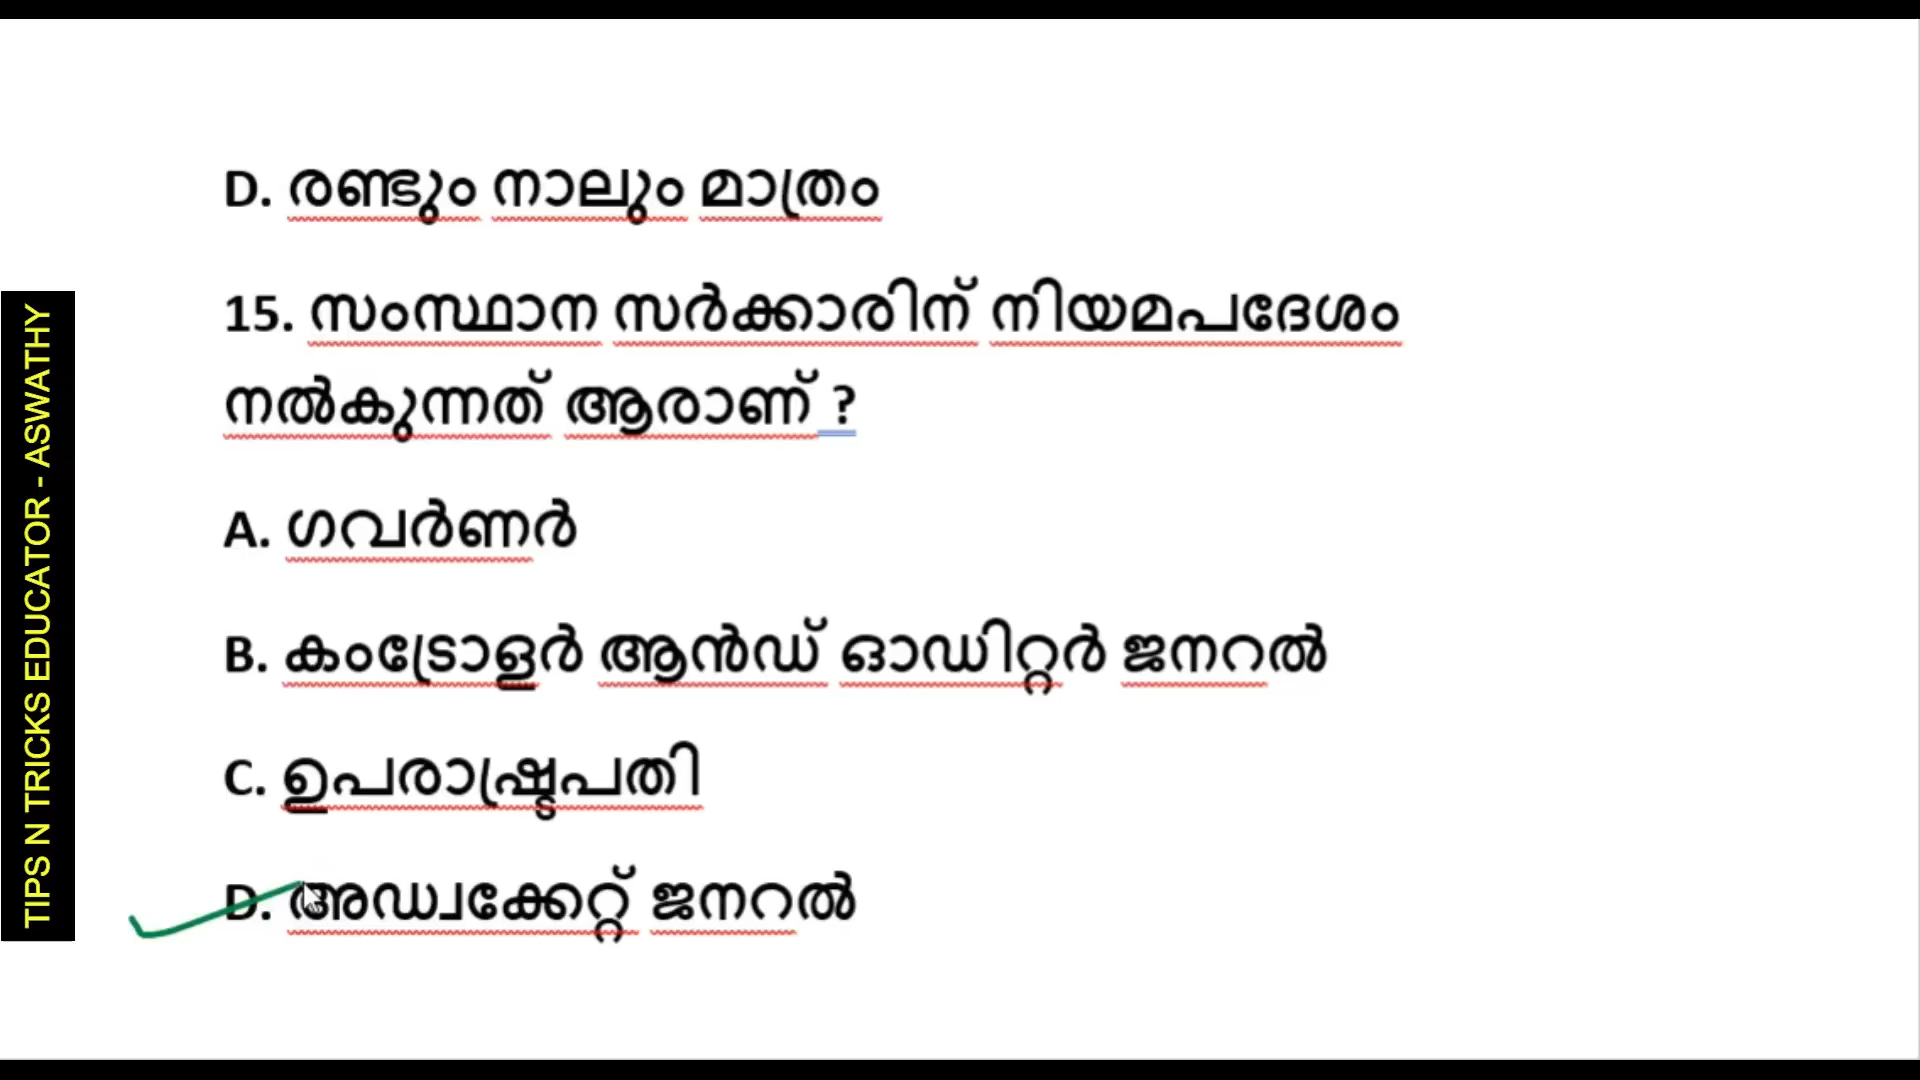 D. രണ്ടും നാലും മാത്രം
15. സംസ്ഥാന സർക്കാരിന് നിയമപദേശം
നൽകുന്നത് ആരാണ് ?
A. ഗവർണർ
B. കംട്രോളർ ആൻഡ് ഓഡിറ്റർ ജനറൽ
C. ഉപരാഷ്ട്രപതി
D. അഡ്വക്കേറ്റ് ജനറൽ
TIPS N TRICKS EDUCATOR - ASWATHY